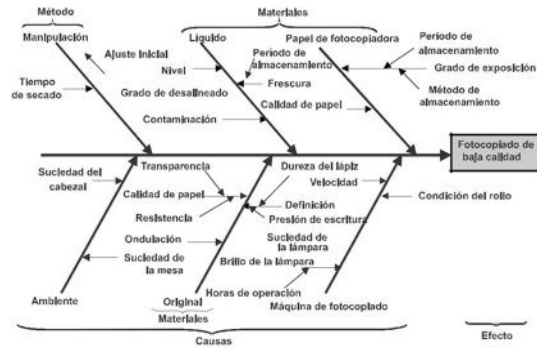 Método
Manipulación
Ajuste inicial
Tiempo
de secado
Materiales
Líquido
Nivel
Período de
almacenamiento
Frescura
Grado de desalineado
Contaminación
Papel de fotocopiadora
Período de
almacenamiento
Grado de exposición
Método de
almacenamiento
Calidad de papel
Fotocopiado de
baja calidad
Suciedad del
cabezal
Suciedad de
la mesa
Ambiente
Transparencia
Calidad de papel
Resistencia
Ondulación
Dureza del lápiz
Definición
Presión de escritura
Original
Materiales
Velocidad
Condición del rollo
Suciedad de
la lámpara
Brillo de la lámpara
Horas de operación
Máquina de fotocopiado
Causas
Efecto